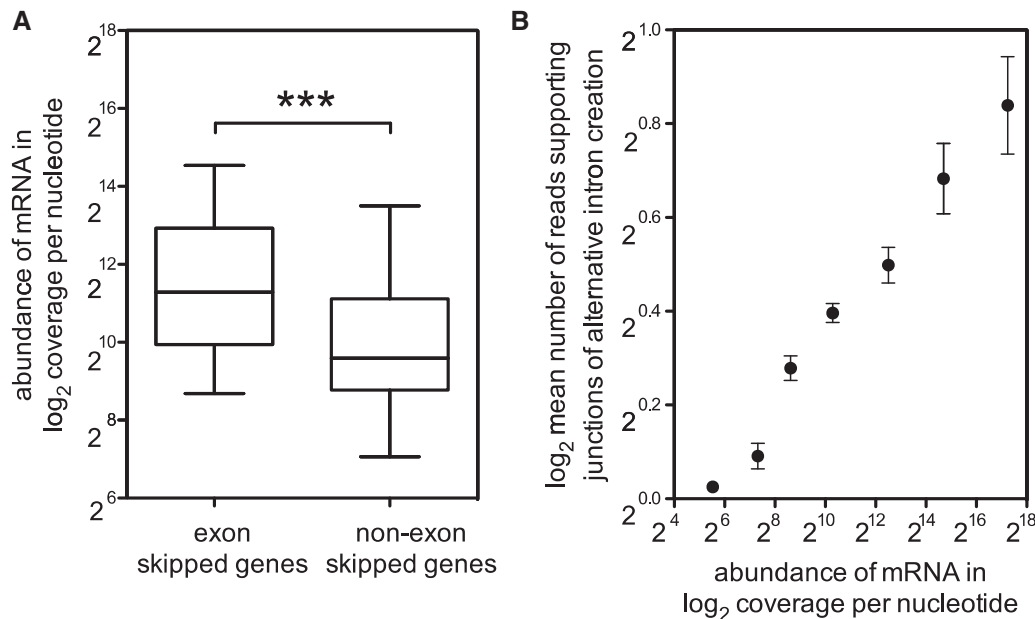 A
abundance of mRNA in
log2 coverage per nucleotide
2^18
2^16
2^14
2^12
2^10
2^8
2^6
***
exon
skipped genes
non-exon
skipped genes
B
log2 mean number of reads supporting
junctions of alternative intron creation
2^1.0
2^0.8
2^0.6
2^0.4
2^0.2
2^0.0
2^4 2^6 2^8 2^10 2^12 2^14 2^16 2^18
abundance of mRNA in
log2 coverage per nucleotide